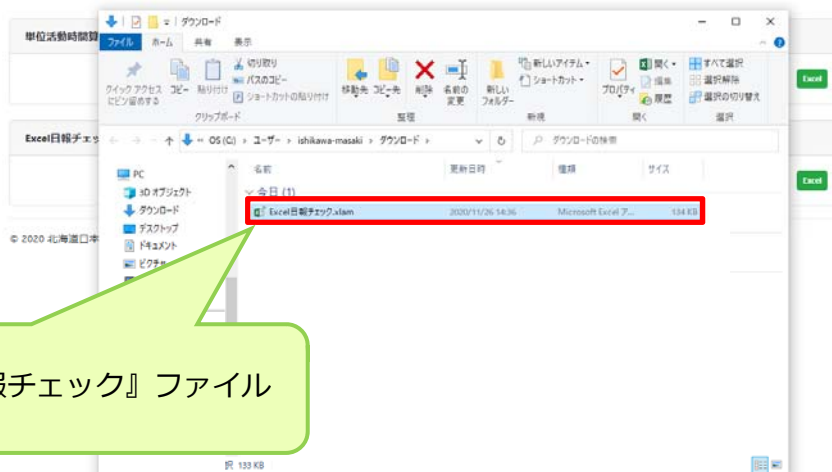 ダウンロード
単位活動時間算
ファイル ホーム 共有 表示
クイック アクセス
にピン留めする
コピー
貼り付け
切り取り
パスのコピー
ショートカットの貼り付け
クリップボード
移動先 コピー先 削除 名前の
変更
整理
新しい
フォルダー
新しいアイテム
ショートカット
新規
プロパティ
開く
編集
履歴
開く
すべて選択
選択解除
選択の切り替え
選択
Excel
Excel日報チェッ
OS (C:) › ユーザー › ishikawa-masaki › ダウンロード ›
ダウンロードの検索
名前 更新日時 種類 サイズ
PC
3D オブジェクト
ダウンロード
デスクトップ
ドキュメント
ピクチャ
今日 (1)
Excel日報チェック.xlam 2020/11/26 14:36 Microsoft Excel ア... 134 KB
Excel
© 2020 北海道日本
報チェック』ファイル
択 133 KB